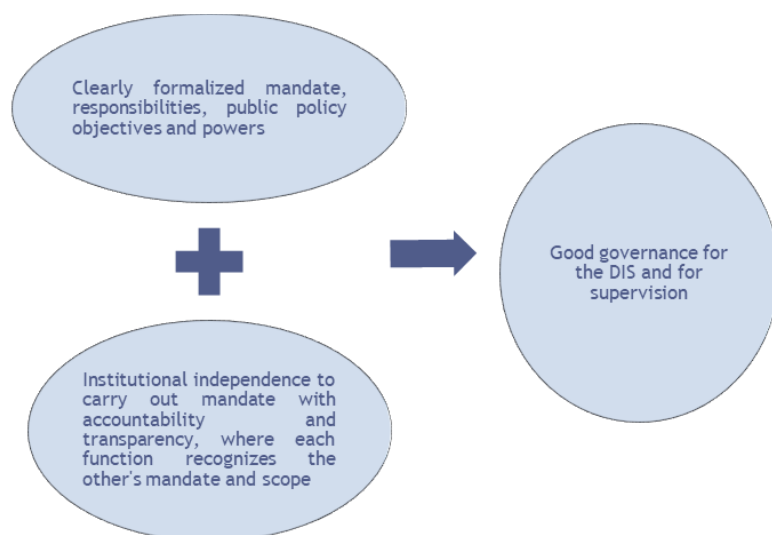 Clearly formalized mandate,
responsibilities, public policy
objectives and powers
Institutional independence to
carry out mandate with
accountability and
transparency, where each
function recognizes the
other's mandate and scope
Good governance for
the DIS and for
supervision